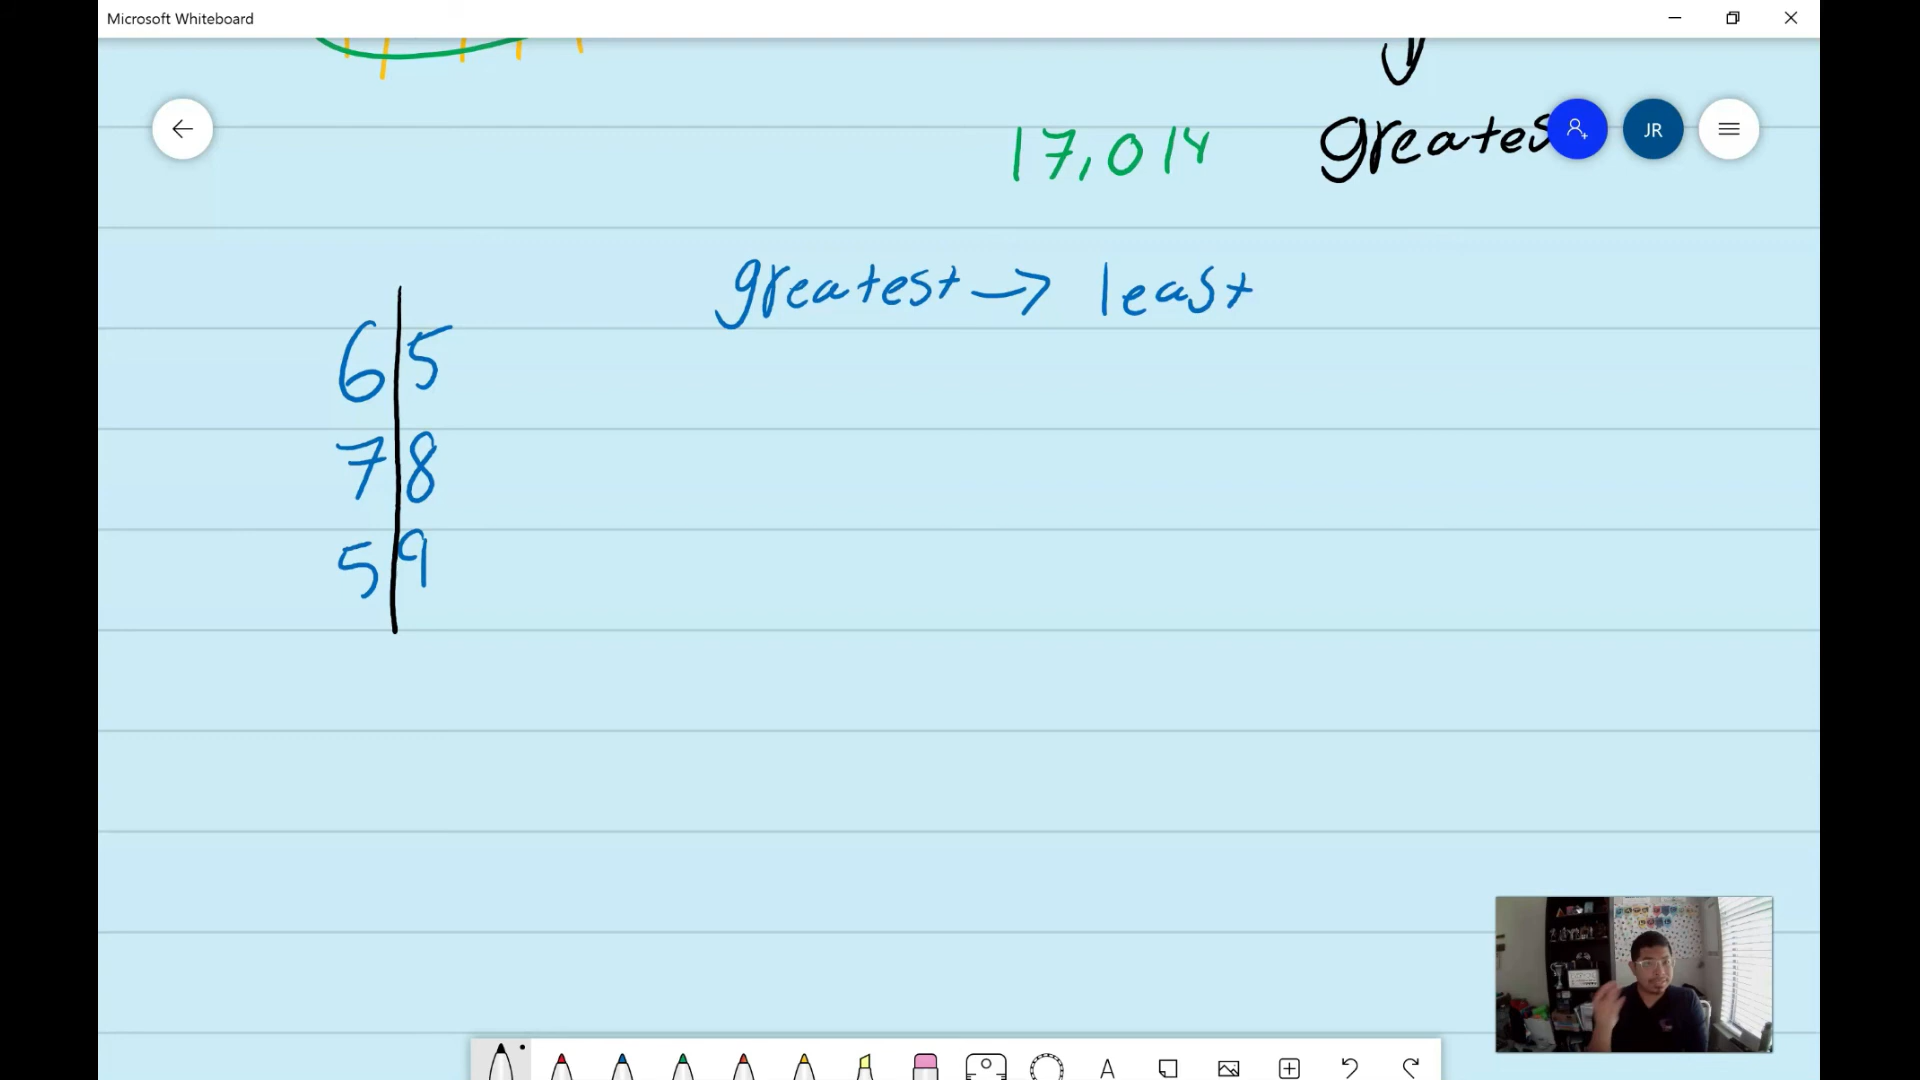 Microsoft Whiteboard
17,014
greates
JR
greatest → least
6 5
7 8
5 9
A